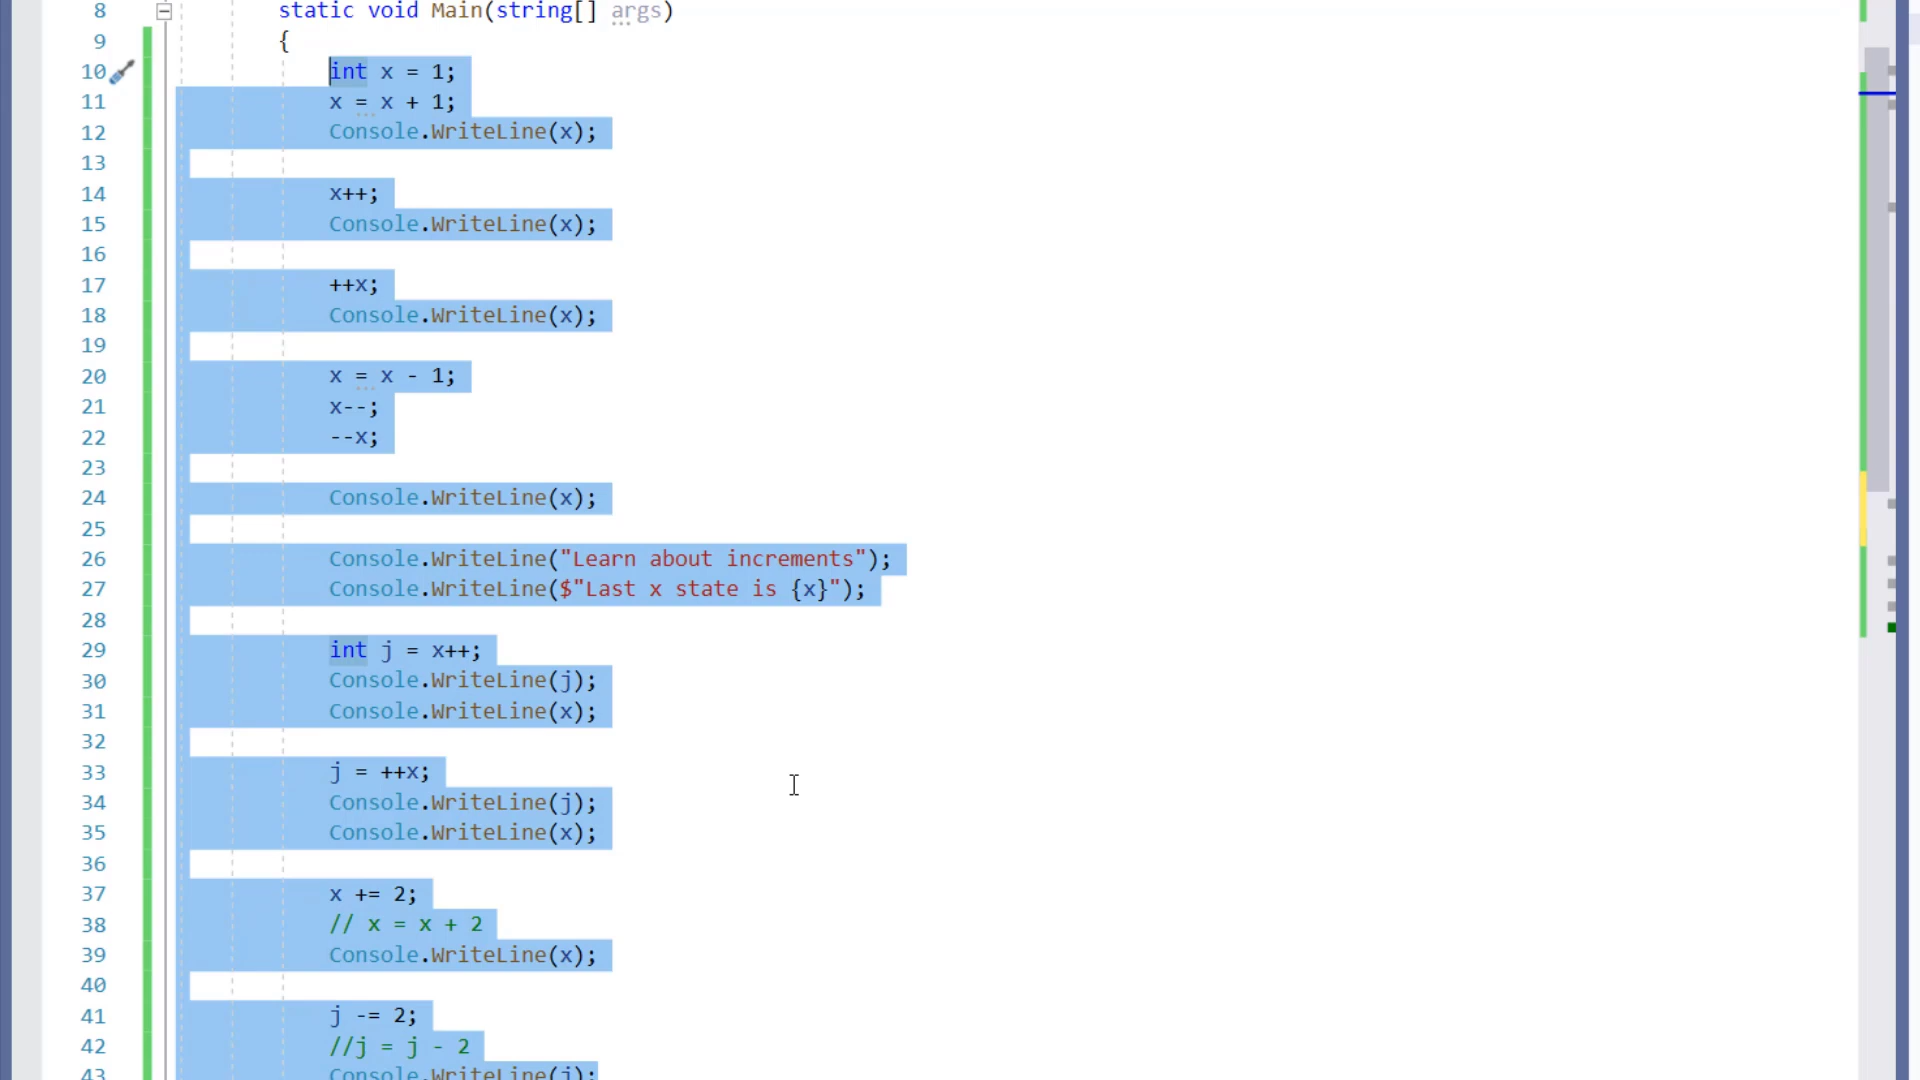 8 static void Main(string[] args)
9 {
10 int x = 1;
11 x = x + 1;
12 Console.WriteLine(x);
13
14 x++;
15 Console.WriteLine(x);
16
17 ++x;
18 Console.WriteLine(x);
19
20 x = x - 1;
21 x--;
22 --x;
23
24 Console.WriteLine(x);
25
26 Console.WriteLine("Learn about increments");
27 Console.WriteLine($"Last x state is {x}");
28
29 int j = x++;
30 Console.WriteLine(j);
31 Console.WriteLine(x);
32
33 j = ++x;
34 Console.WriteLine(j);
35 Console.WriteLine(x);
36
37 x += 2;
38 // x = x + 2
39 Console.WriteLine(x);
40
41 j -= 2;
42 //j = j - 2
43 Console.WriteLine(j);